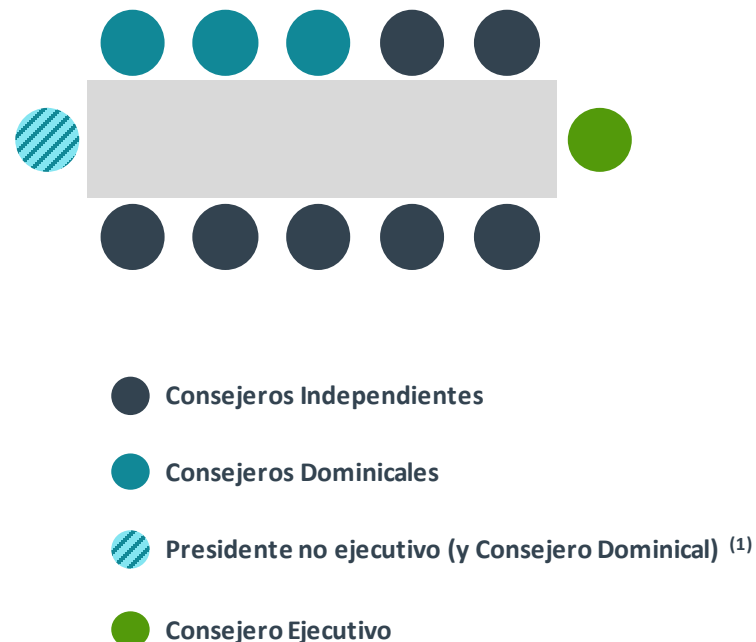 Consejeros Independientes
Consejeros Dominicales
Presidente no ejecutivo (y Consejero Dominical) (1)
Consejero Ejecutivo